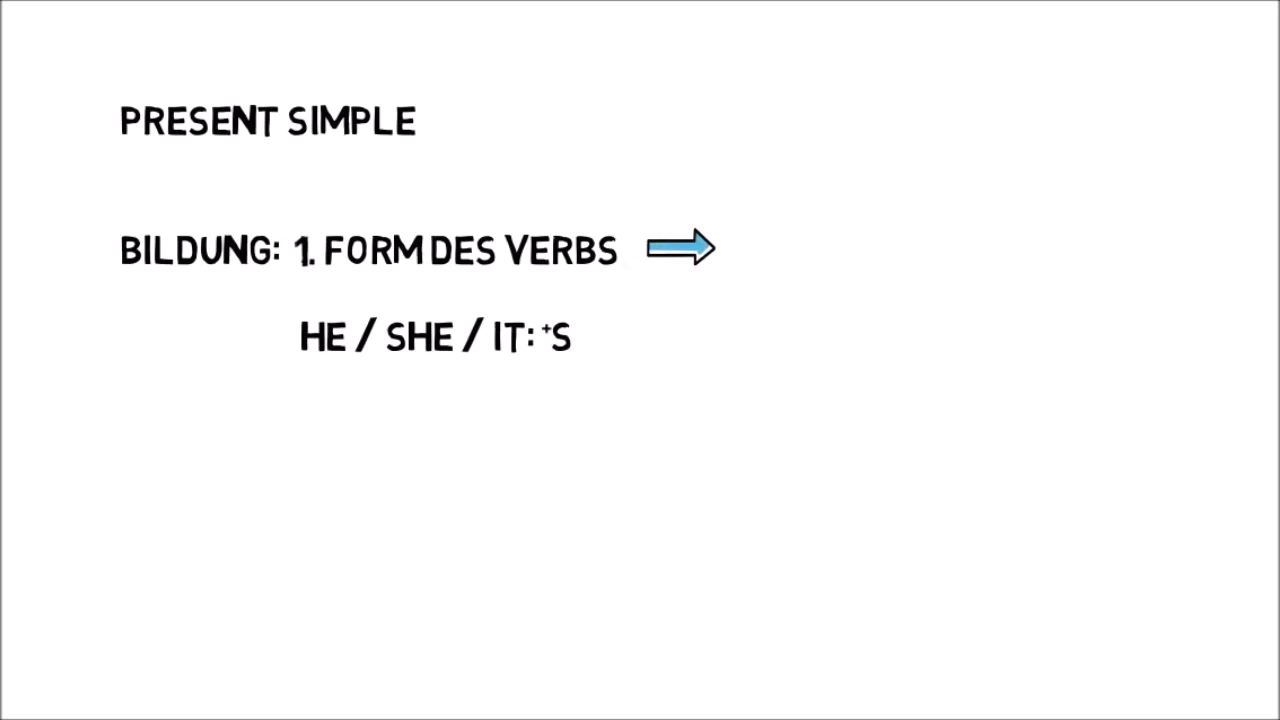 PRESENT SIMPLE
BILDUNG: 1. FORM DES VERBS
HE / SHE / IT: +S